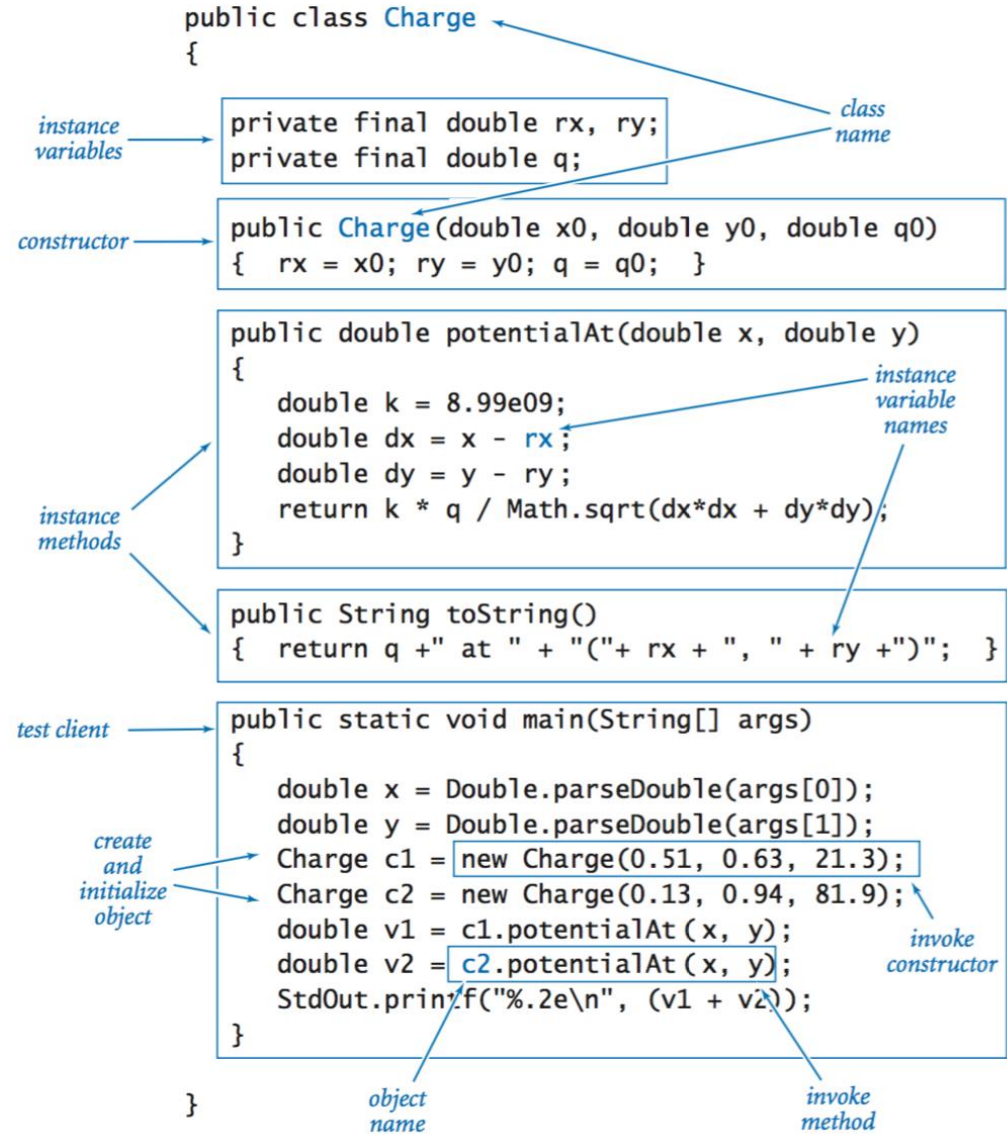 public class Charge
{
class
name
instance
variables
private final double rx, ry;
private final double q;
constructor
public Charge(double x0, double y0, double q0)
{ rx = x0; ry = y0; q = q0; }
instance
methods
public double potentialAt(double x, double y)
{
double k = 8.99e09;
double dx = x - rx;
double dy = y - ry;
return k * q / Math.sqrt(dx*dx + dy*dy);
}
instance
variable
names
public String toString()
{ return q +" at " + "("+ rx + ", " + ry +")"; }
test client
public static void main(String[] args)
{
double x = Double.parseDouble(args[0]);
double y = Double.parseDouble(args[1]);
Charge c1 = new Charge(0.51, 0.63, 21.3);
Charge c2 = new Charge(0.13, 0.94, 81.9);
double v1 = c1.potentialAt(x, y);
double v2 = c2.potentialAt(x, y);
StdOut.printf("%.2e\n", (v1 + v2));
}
create
and
initialize
object
invoke
constructor
}
object
name
invoke
method